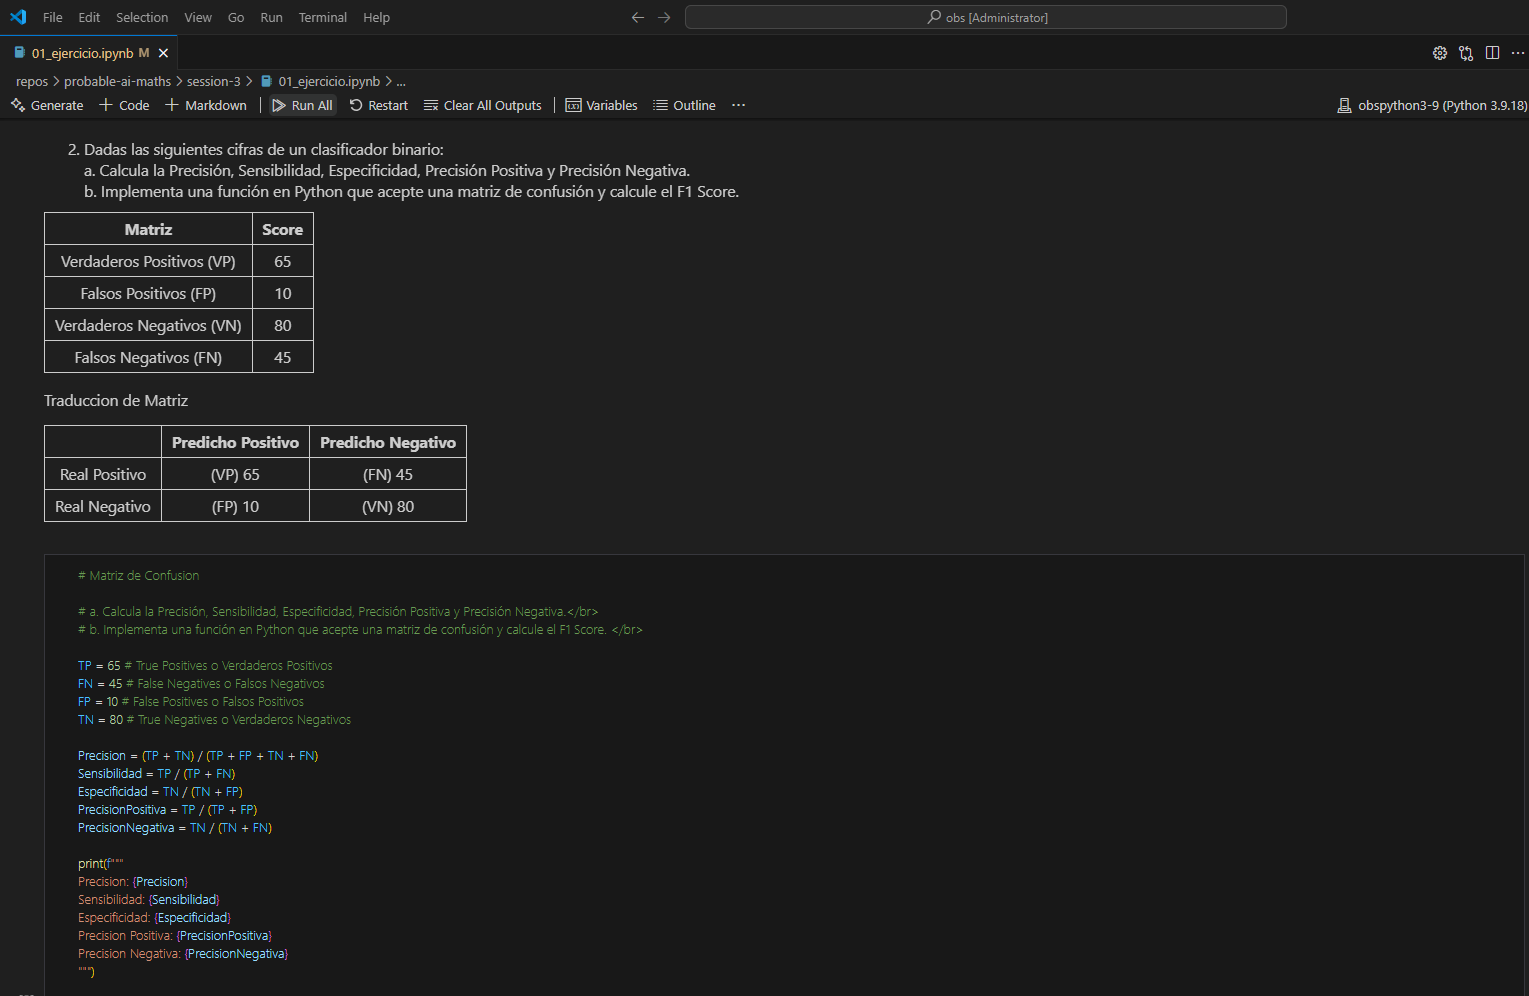 File Edit Selection View Go Run Terminal Help
obs [Administrator]
01_ejercicio.ipynb M
repos > probable-ai-maths > session-3 > 01_ejercicio.ipynb > ...
Generate + Code + Markdown | Run All Restart Clear All Outputs | Variables Outline ...
obspython3-9 (Python 3.9.18)
2. Dadas las siguientes cifras de un clasificador binario:
a. Calcula la Precisión, Sensibilidad, Especificidad, Precisión Positiva y Precisión Negativa.
b. Implementa una función en Python que acepte una matriz de confusión y calcule el F1 Score.
Matriz Score
Verdaderos Positivos (VP) 65
Falsos Positivos (FP) 10
Verdaderos Negativos (VN) 80
Falsos Negativos (FN) 45
Traduccion de Matriz
Predicho Positivo Predicho Negativo
Real Positivo (VP) 65 (FN) 45
Real Negativo (FP) 10 (VN) 80
# Matriz de Confusion
# a. Calcula la Precisión, Sensibilidad, Especificidad, Precisión Positiva y Precisión Negativa.</br>
# b. Implementa una función en Python que acepte una matriz de confusión y calcule el F1 Score. </br>
TP = 65 # True Positives o Verdaderos Positivos
FN = 45 # False Negatives o Falsos Negativos
FP = 10 # False Positives o Falsos Positivos
TN = 80 # True Negatives o Verdaderos Negativos
Precision = (TP + TN) / (TP + FP + TN + FN)
Sensibilidad = TP / (TP + FN)
Especificidad = TN / (TN + FP)
PrecisionPositiva = TP / (TP + FP)
PrecisionNegativa = TN / (TN + FN)
print(f"""
Precision: {Precision}
Sensibilidad: {Sensibilidad}
Especificidad: {Especificidad}
Precision Positiva: {PrecisionPositiva}
Precision Negativa: {PrecisionNegativa}
""")